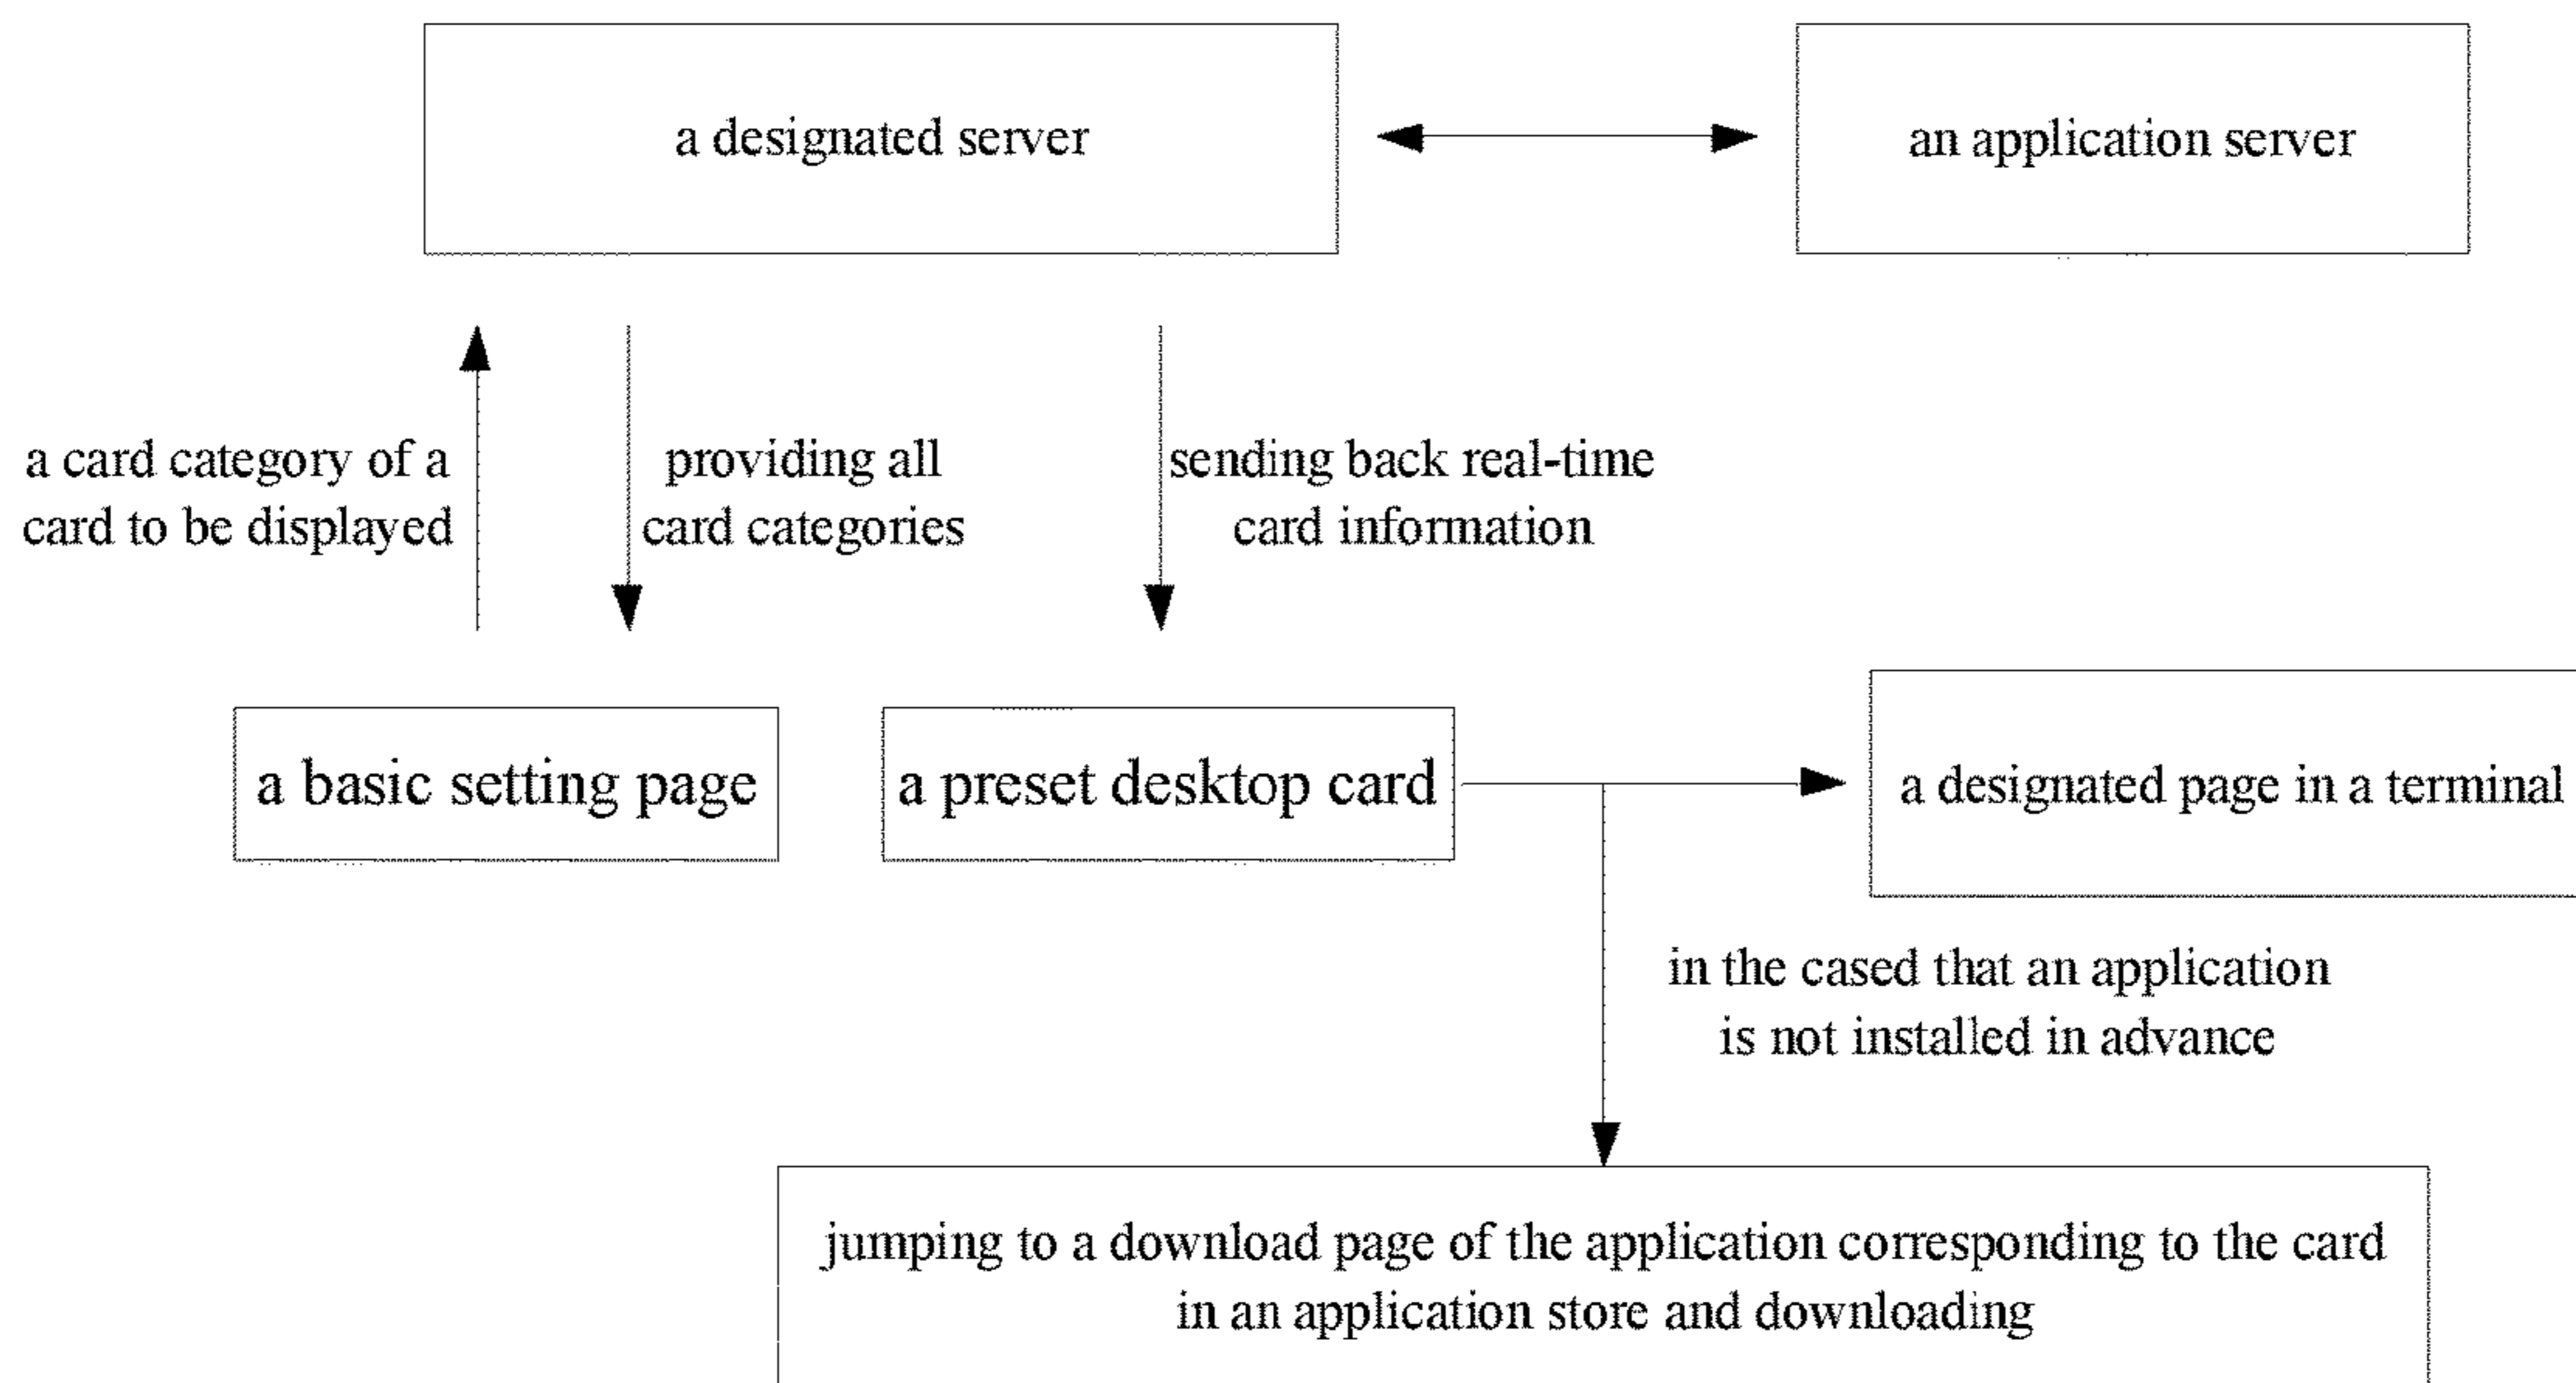 a designated server
an application server
a card category of a
card to be displayed
providing all
card categories
sending back real-time
card information
a basic setting page
a preset desktop card
a designated page in a terminal
in the cased that an application
is not installed in advance
jumping to a download page of the application corresponding to the card
in an application store and downloading